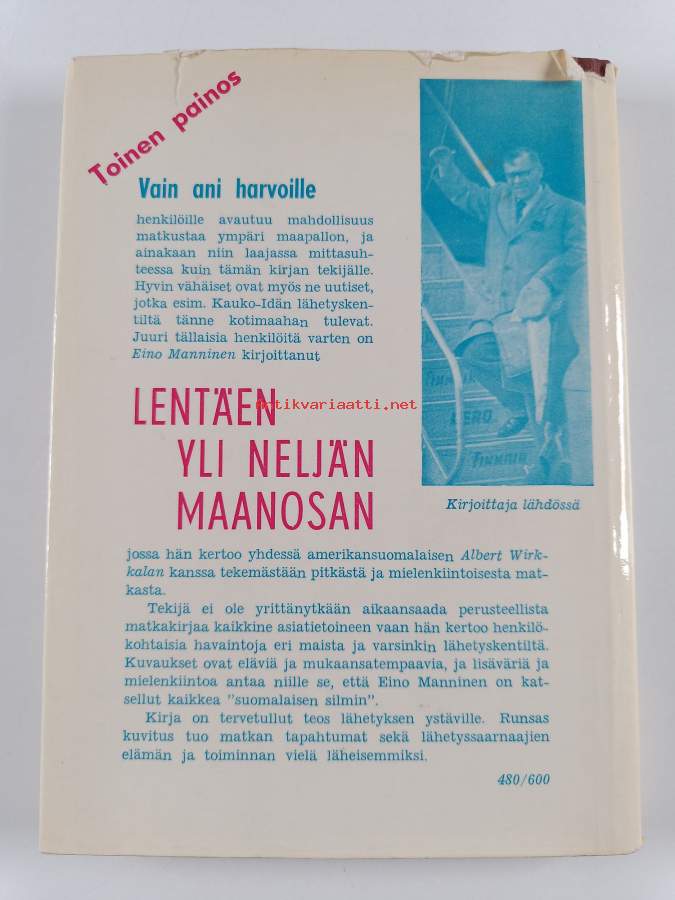 Toinen painos
Vain ani harvoille
henkilöille avautuu mahdollisuus
matkustaa ympäri maapallon, ja
ainakaan niin laajassa mittasuh-
teessa kuin tämän kirjan tekijälle.
Hyvin vähäiset ovat myös ne uutiset,
jotka esim. Kauko-Idän lähetysken-
tiltä tänne kotimaahan tulevat.
Juuri tällaisia henkilöitä varten on
Eino Manninen kirjoittanut
LENTÄEN
YLI NELJÄN
MAANOSAN
antikvariaatti.net
FINNAIR
AERO
FINNAIR
Kirjoittaja lähdössä
jossa hän kertoo yhdessä amerikansuomalaisen Albert Wirk-
kalan kanssa tekemästään pitkästä ja mielenkiintoisesta mat-
kasta.
Tekijä ei ole yrittänytkään aikaansaada perusteellista
matkakirjaa kaikkine asiatietoineen vaan hän kertoo henkilö-
kohtaisia havaintoja eri maista ja varsinkin lähetyskentiltä.
Kuvaukset ovat eläviä ja mukaansatempaavia, ja lisäväriä ja
mielenkiintoa antaa niille se, että Eino Manninen on kat-
sellut kaikkea "suomalaisen silmin".
Kirja on tervetullut teos lähetyksen ystäville. Runsas
kuvitus tuo matkan tapahtumat sekä lähetyssaarnaajien
elämän ja toiminnan vielä läheisemmiksi.
480/600